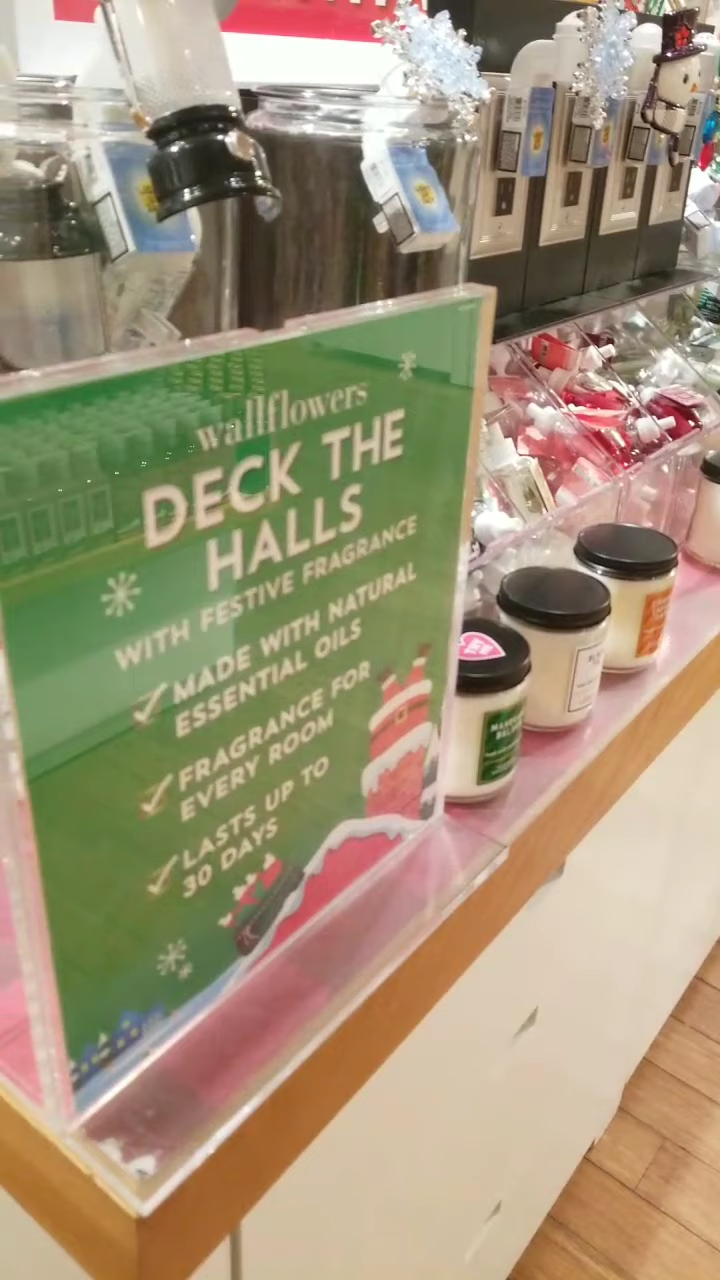 wallflowers
DECK THE
HALLS
WITH FESTIVE FRAGRANCE
MADE WITH NATURAL
ESSENTIAL OILS
FRAGRANCE FOR
EVERY ROOM
LASTS UP TO
30 DAYS